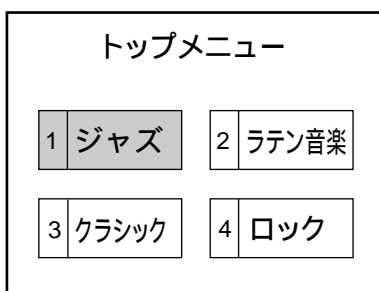 トップメニュー
1 ジャズ
2 ラテン音楽
3 クラシック
4 ロック